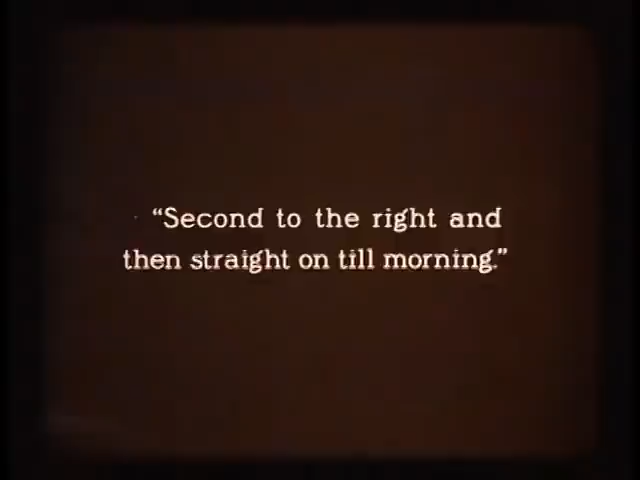 “Second to the right and
then straight on till morning.”